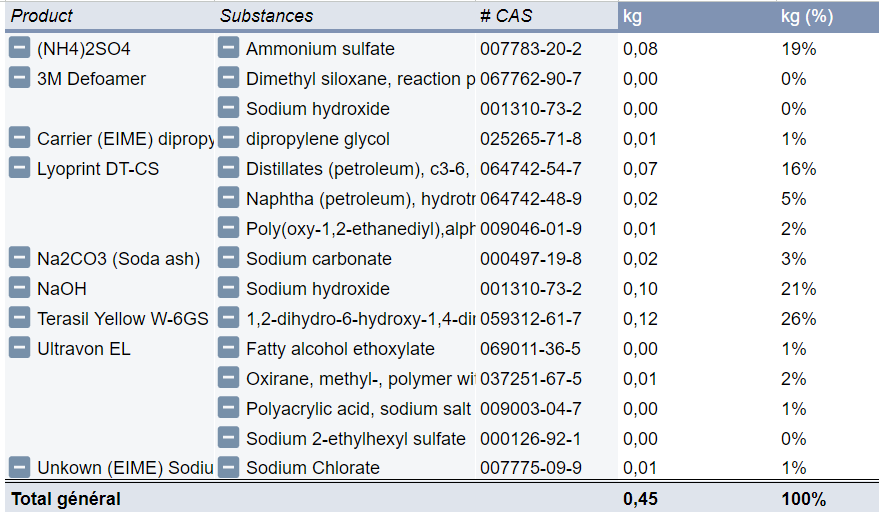 Product Substances # CAS kg kg (%)
(NH4)2SO4 Ammonium sulfate 007783-20-2 0,08 19%
3M Defoamer Dimethyl siloxane, reaction p 067762-90-7 0,00 0%
Sodium hydroxide 001310-73-2 0,00 0%
Carrier (EIME) dipropy dipropylene glycol 025265-71-8 0,01 1%
Lyoprint DT-CS Distillates (petroleum), c3-6, 064742-54-7 0,07 16%
Naphtha (petroleum), hydrotr 064742-48-9 0,02 5%
Poly(oxy-1,2-ethanediyl),alph 009046-01-9 0,01 2%
Na2CO3 (Soda ash) Sodium carbonate 000497-19-8 0,02 3%
NaOH Sodium hydroxide 001310-73-2 0,10 21%
Terasil Yellow W-6GS 1,2-dihydro-6-hydroxy-1,4-din 059312-61-7 0,12 26%
Ultravon EL Fatty alcohol ethoxylate 069011-36-5 0,00 1%
Oxirane, methyl-, polymer wit 037251-67-5 0,01 2%
Polyacrylic acid, sodium salt 009003-04-7 0,00 1%
Sodium 2-ethylhexyl sulfate 000126-92-1 0,00 0%
Unkown (EIME) Sodiu Sodium Chlorate 007775-09-9 0,01 1%
Total général 0,45 100%